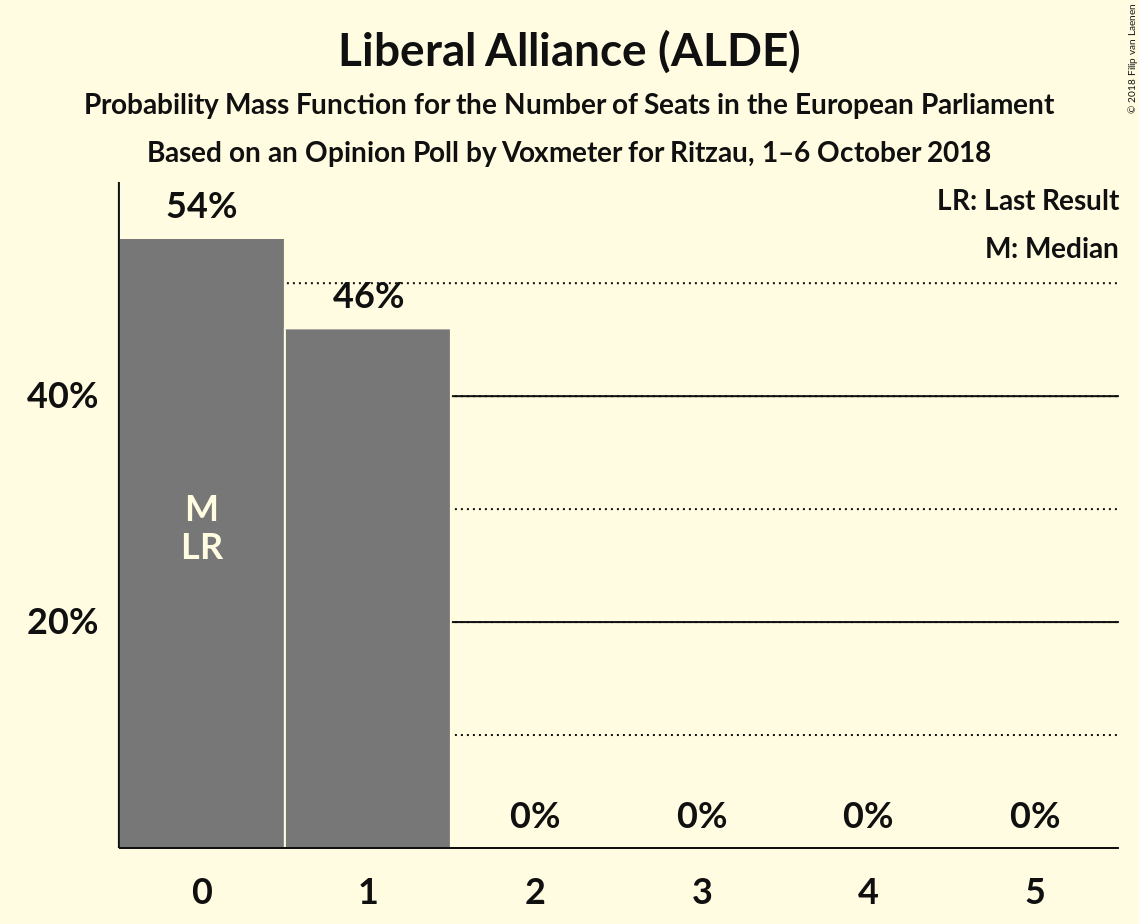 Liberal Alliance (ALDE)
Probability Mass Function for the Number of Seats in the European Parliament
Based on an Opinion Poll by Voxmeter for Ritzau, 1–6 October 2018
© 2018 Filip van Laenen
LR: Last Result
M: Median
54%
46%
40%
M
LR
20%
0%
0%
0%
0%
0
1
2
3
4
5